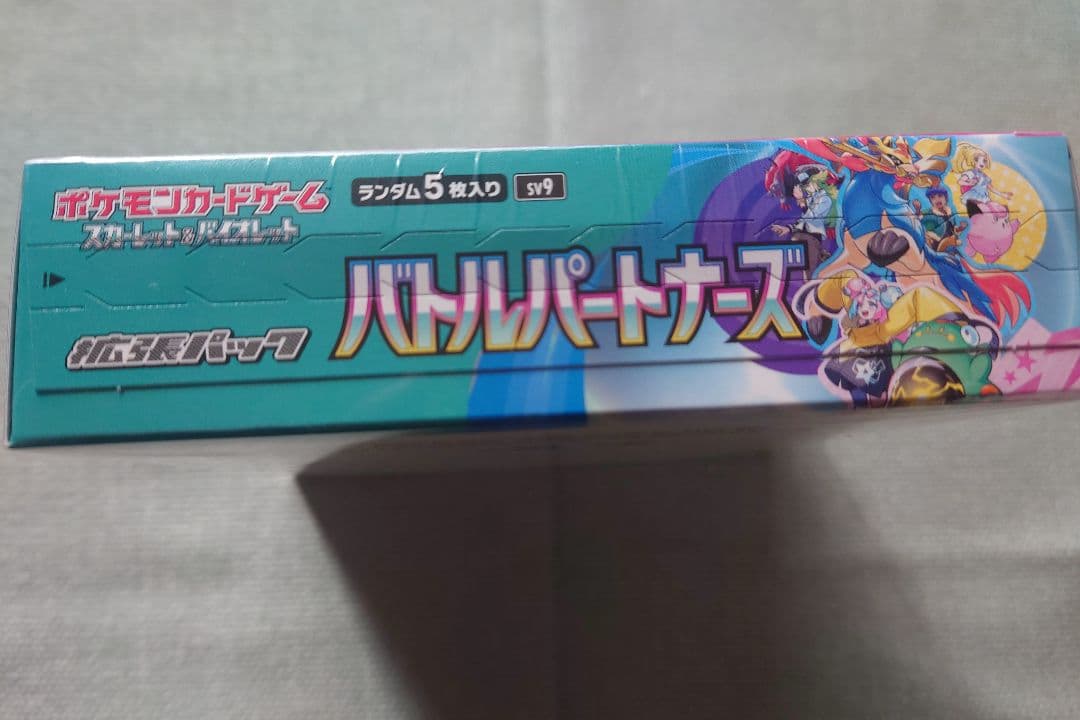 ポケモンカードゲーム
スカーレット&バイオレット
ランダム5枚入り
SV9
拡張パック
バトルパートナーズ